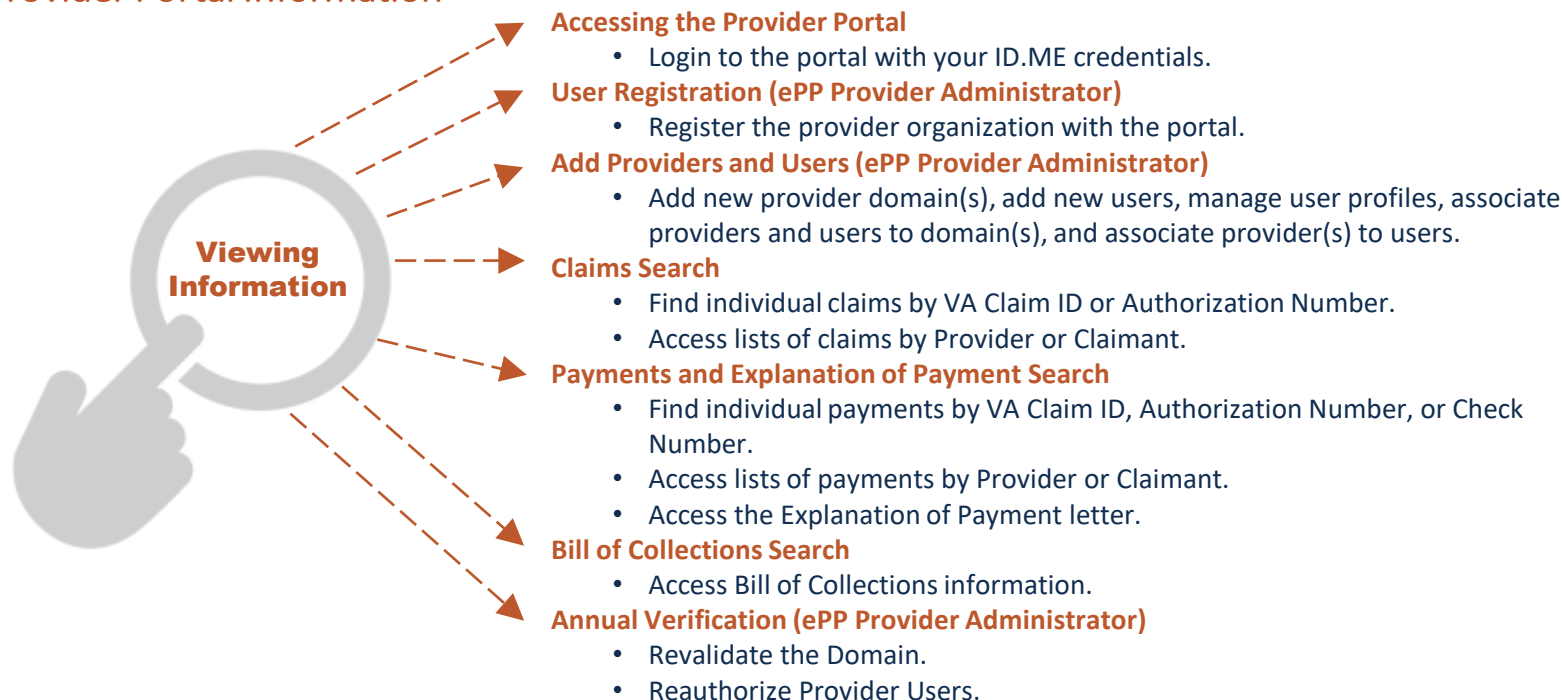 Portal Information
Accessing the Provider Portal
• Login to the portal with your ID.ME credentials.
User Registration (ePP Provider Administrator)
• Register the provider organization with the portal.
Add Providers and Users (ePP Provider Administrator)
• Add new provider domain(s), add new users, manage user profiles, associate
providers and users to domain(s), and associate provider(s) to users.
Viewing
Information
Claims Search
• Find individual claims by VA Claim ID or Authorization Number.
• Access lists of claims by Provider or Claimant.
Payments and Explanation of Payment Search
• Find individual payments by VA Claim ID, Authorization Number, or Check
Number.
• Access lists of payments by Provider or Claimant.
• Access the Explanation of Payment letter.
Bill of Collections Search
• Access Bill of Collections information.
Annual Verification (ePP Provider Administrator)
• Revalidate the Domain.
• Reauthorize Provider Users.